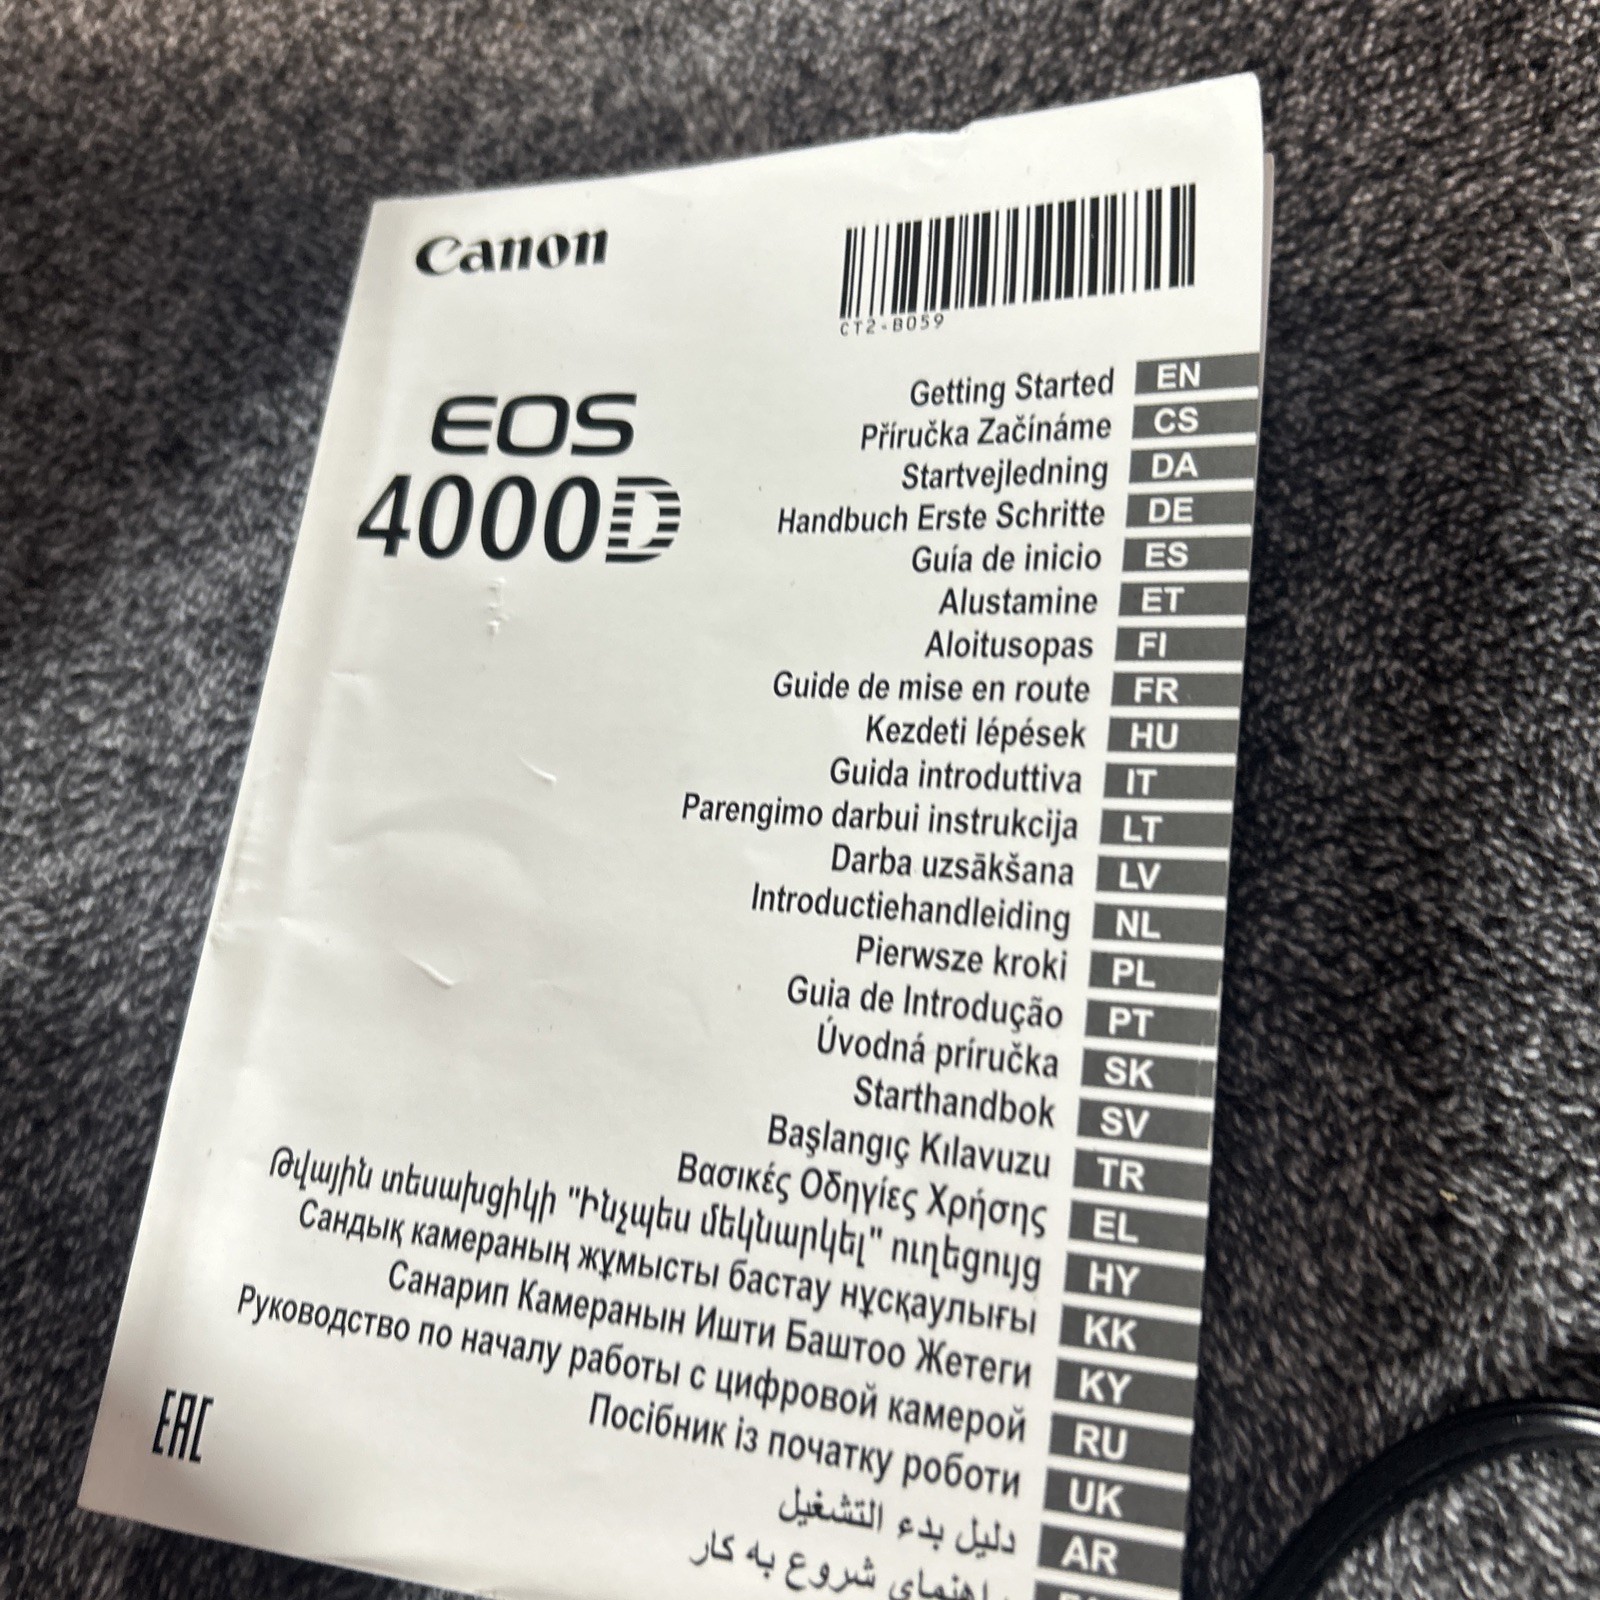 Canon
CT2-B059
EOS
4000D
Getting Started EN
Příručka Začínáme CS
Startvejledning DA
Handbuch Erste Schritte DE
Guía de inicio ES
Alustamine ET
Aloitusopas FI
Guide de mise en route FR
Kezdeti lépések HU
Guida introduttiva IT
Parengimo darbui instrukcija LT
Darba uzsākšana LV
Introductiehandleiding NL
Pierwsze kroki PL
Guia de Introdução PT
Úvodná príručka SK
Starthandbok SV
Başlangıç Kılavuzu TR
Βασικές Οδηγίες Χρήσης EL
Թվային տեսախցիկի "Ինչպես մեկնարկել" ուղեցույց HY
Сандық камераның жұмысты бастау нұсқаулығы KK
Санарип Камеранын Ишти Баштоо Жетеги KY
Руководство по началу работы с цифровой камерой RU
Посібник із початку роботи UK
دليل بدء التشغيل AR
راهنمای شروع به کار
EAC